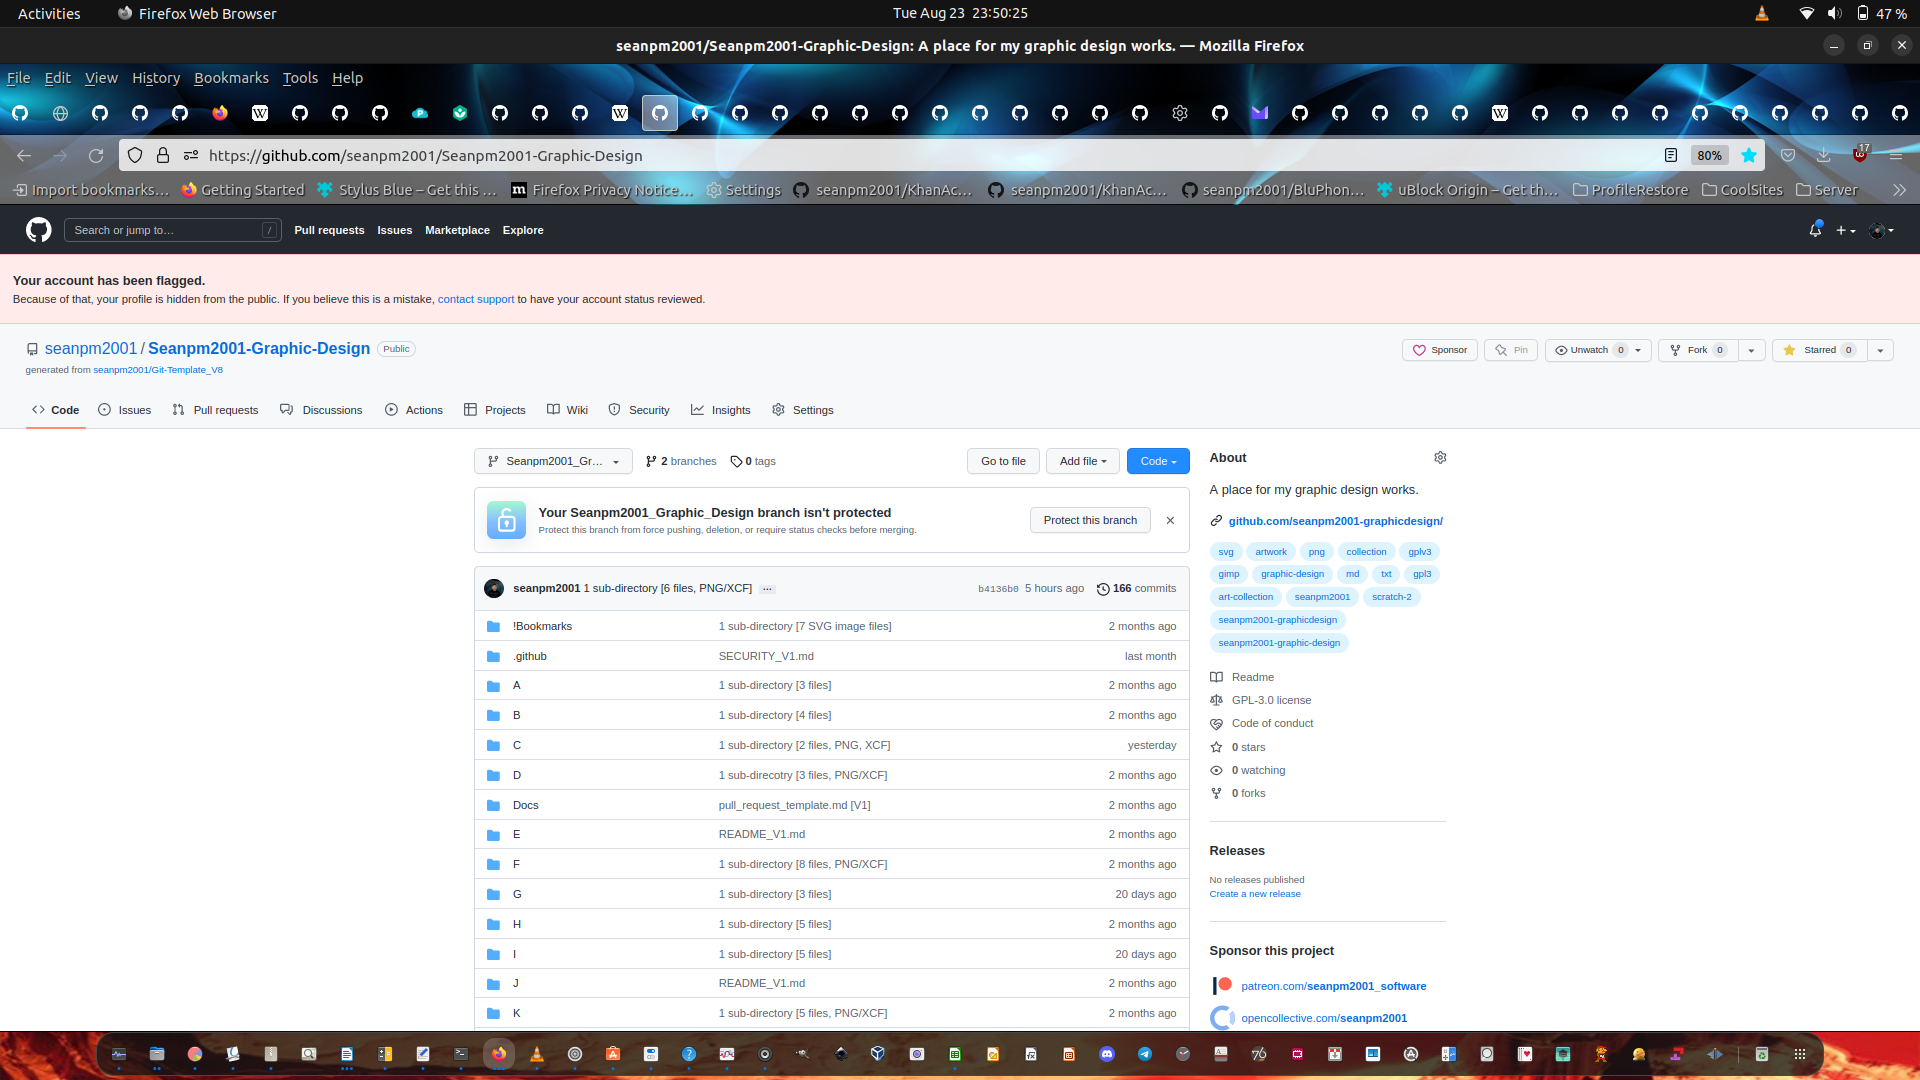 Activities Firefox Web Browser Tue Aug 23 23:50:25 47 %
seanpm2001/Seanpm2001-Graphic-Design: A place for my graphic design works. — Mozilla Firefox
File Edit View History Bookmarks Tools Help
https://github.com/seanpm2001/Seanpm2001-Graphic-Design 80% 17
Import bookmarks… Getting Started Stylus Blue – Get this … Firefox Privacy Notice… Settings seanpm2001/KhanAc… seanpm2001/KhanAc… seanpm2001/BluPhon… uBlock Origin – Get th… ProfileRestore CoolSites Server
Search or jump to… / Pull requests Issues Marketplace Explore
Your account has been flagged.
Because of that, your profile is hidden from the public. If you believe this is a mistake, contact support to have your account status reviewed.
seanpm2001 / Seanpm2001-Graphic-Design Public Sponsor Pin Unwatch 0 Fork 0 Starred 0
generated from seanpm2001/Git-Template_V8
Code Issues Pull requests Discussions Actions Projects Wiki Security Insights Settings
Seanpm2001_Gr… 2 branches 0 tags Go to file Add file Code
Your Seanpm2001_Graphic_Design branch isn't protected
Protect this branch from force pushing, deletion, or require status checks before merging.
Protect this branch
seanpm2001 1 sub-directory [6 files, PNG/XCF] … b4136b0 5 hours ago 166 commits
!Bookmarks 1 sub-directory [7 SVG image files] 2 months ago
.github SECURITY_V1.md last month
A 1 sub-directory [3 files] 2 months ago
B 1 sub-directory [4 files] 2 months ago
C 1 sub-directory [2 files, PNG, XCF] yesterday
D 1 sub-direcotry [3 files, PNG/XCF] 2 months ago
Docs pull_request_template.md [V1] 2 months ago
E README_V1.md 2 months ago
F 1 sub-directory [8 files, PNG/XCF] 2 months ago
G 1 sub-directory [3 files] 20 days ago
H 1 sub-directory [5 files] 2 months ago
I 1 sub-directory [5 files] 20 days ago
J README_V1.md 2 months ago
K 1 sub-directory [5 files, PNG/XCF] 2 months ago
About
A place for my graphic design works.
github.com/seanpm2001-graphicdesign/
svg artwork png collection gplv3
gimp graphic-design md txt gpl3
art-collection seanpm2001 scratch-2
seanpm2001-graphicdesign
seanpm2001-graphic-design
Readme
GPL-3.0 license
Code of conduct
0 stars
0 watching
0 forks
Releases
No releases published
Create a new release
Sponsor this project
patreon.com/seanpm2001_software
opencollective.com/seanpm2001